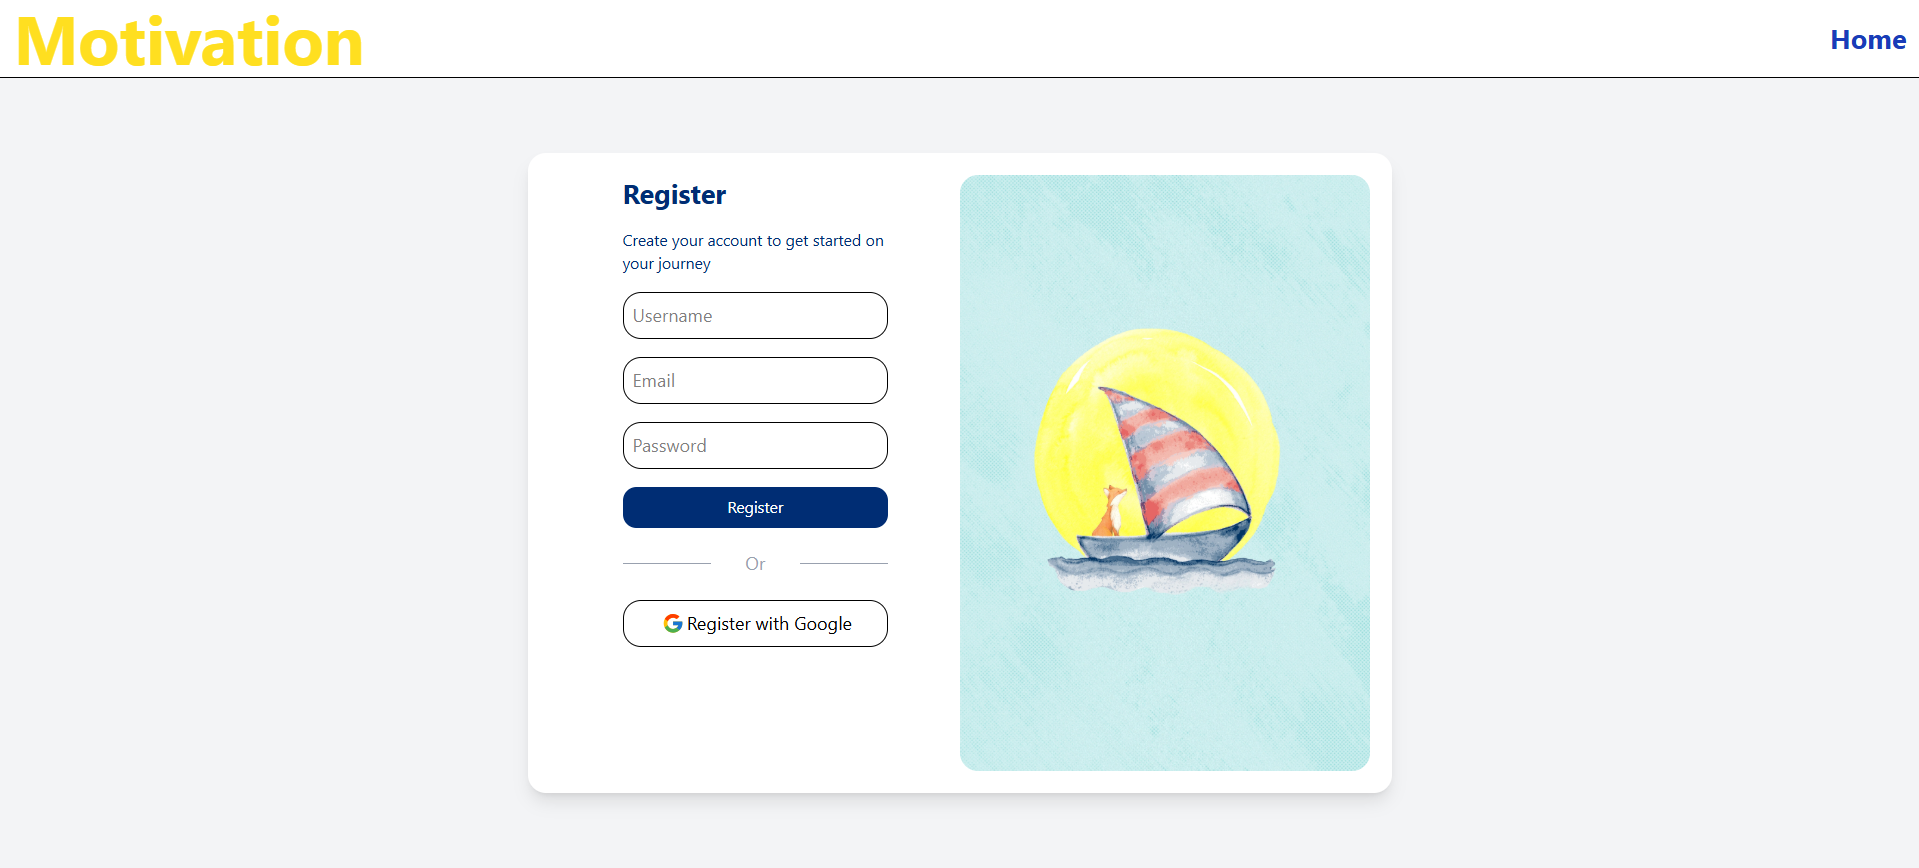 Motivation
Home
Register
Create your account to get started on
your journey
Username
Email
Password
Register
Or
Register with Google